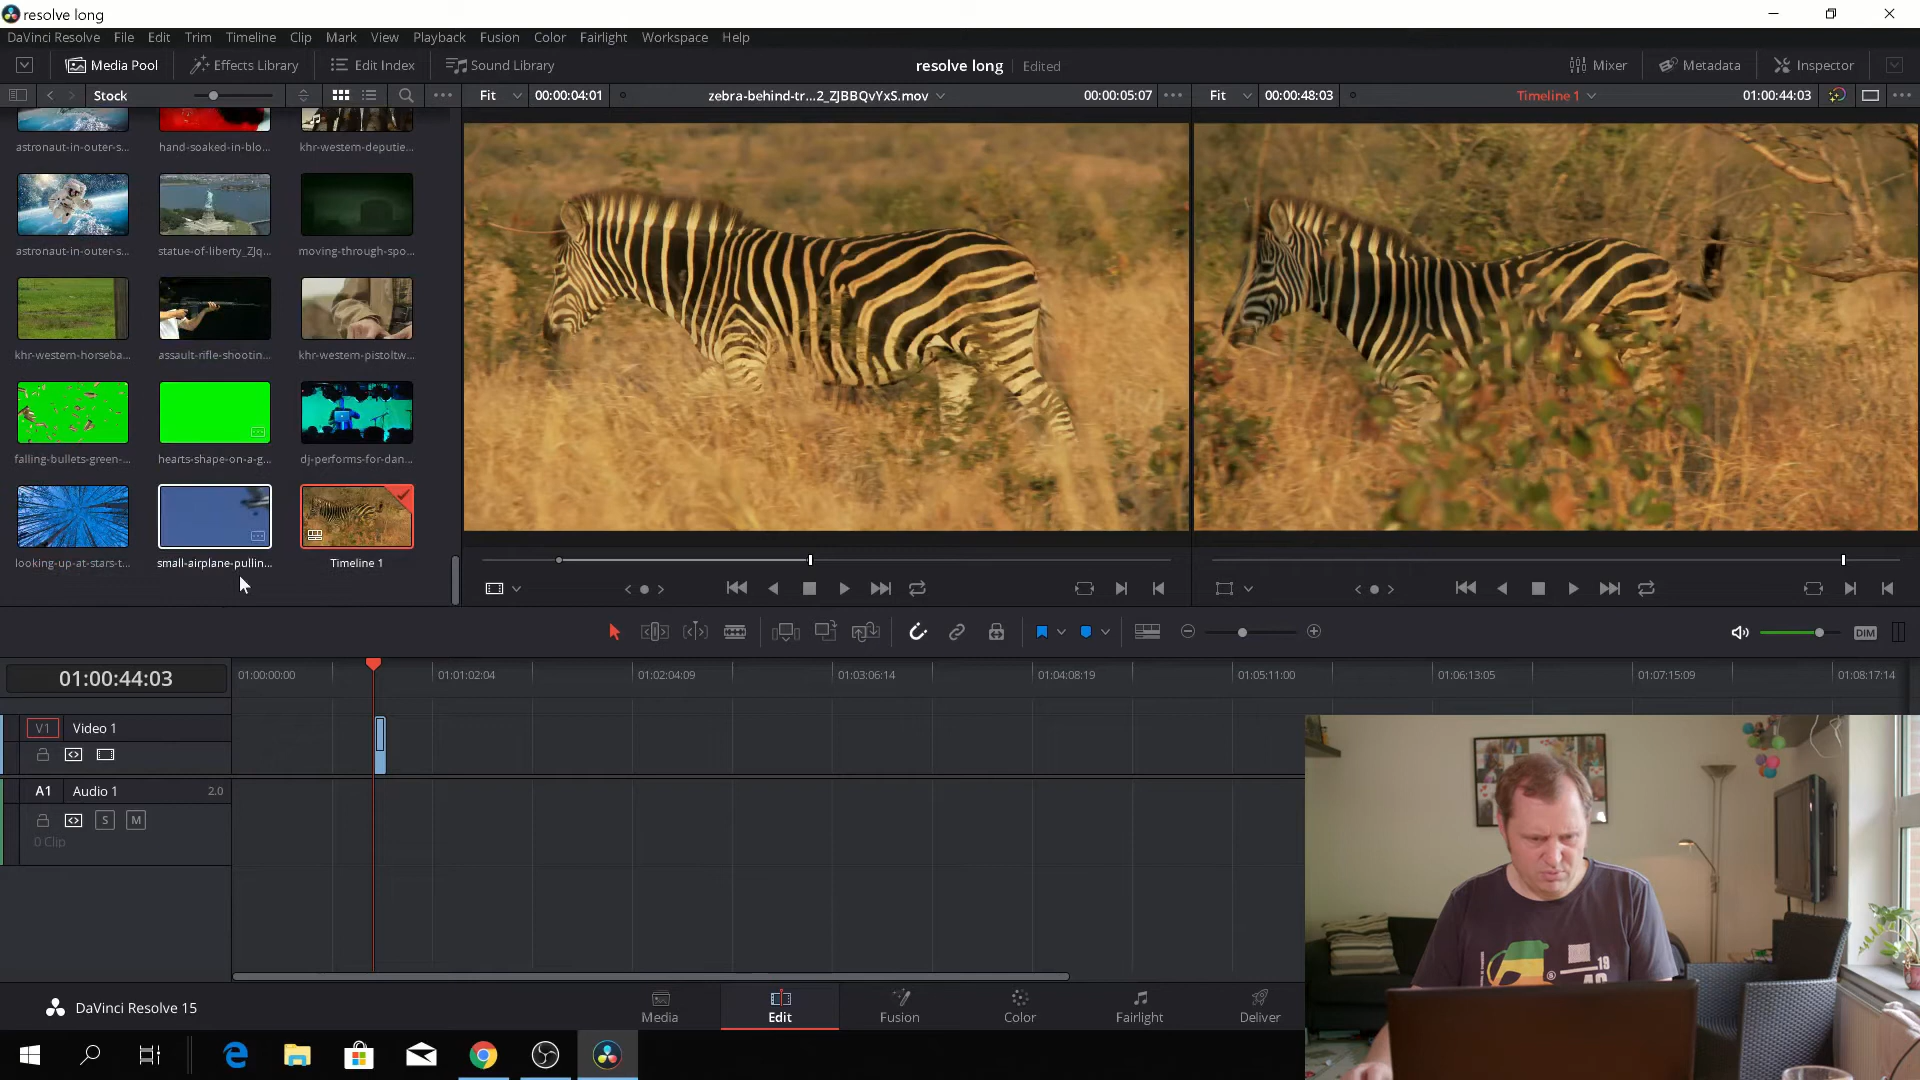 resolve long
DaVinci Resolve File Edit Trim Timeline Clip Mark View Playback Fusion Color Fairlight Workspace Help
Media Pool Effects Library Edit Index Sound Library resolve long Edited Mixer Metadata Inspector
Stock Fit 00:00:04:01 zebra-behind-tr...2_ZJBBQvYxS.mov 00:00:05:07 Fit 00:00:48:03 Timeline 1 01:00:44:03
astronaut-in-outer-s... hand-soaked-in-blo... khr-western-deputie...
astronaut-in-outer-s... statue-of-liberty_ZJq... moving-through-spo...
khr-western-horseba... assault-rifle-shootin... khr-western-pistoltw...
falling-bullets-green-... hearts-shape-on-a-g... dj-performs-for-dan...
looking-up-at-stars-t... small-airplane-pullin... Timeline 1
DIM
01:00:44:03 01:00:00:00 01:01:02:04 01:02:04:09 01:03:06:14 01:04:08:19 01:05:11:00 01:06:13:05 01:07:15:09 01:08:17:14
V1 Video 1
A1 Audio 1 2.0
S M
0 Clip
19
DaVinci Resolve 15 Media Edit Fusion Color Fairlight Deliver